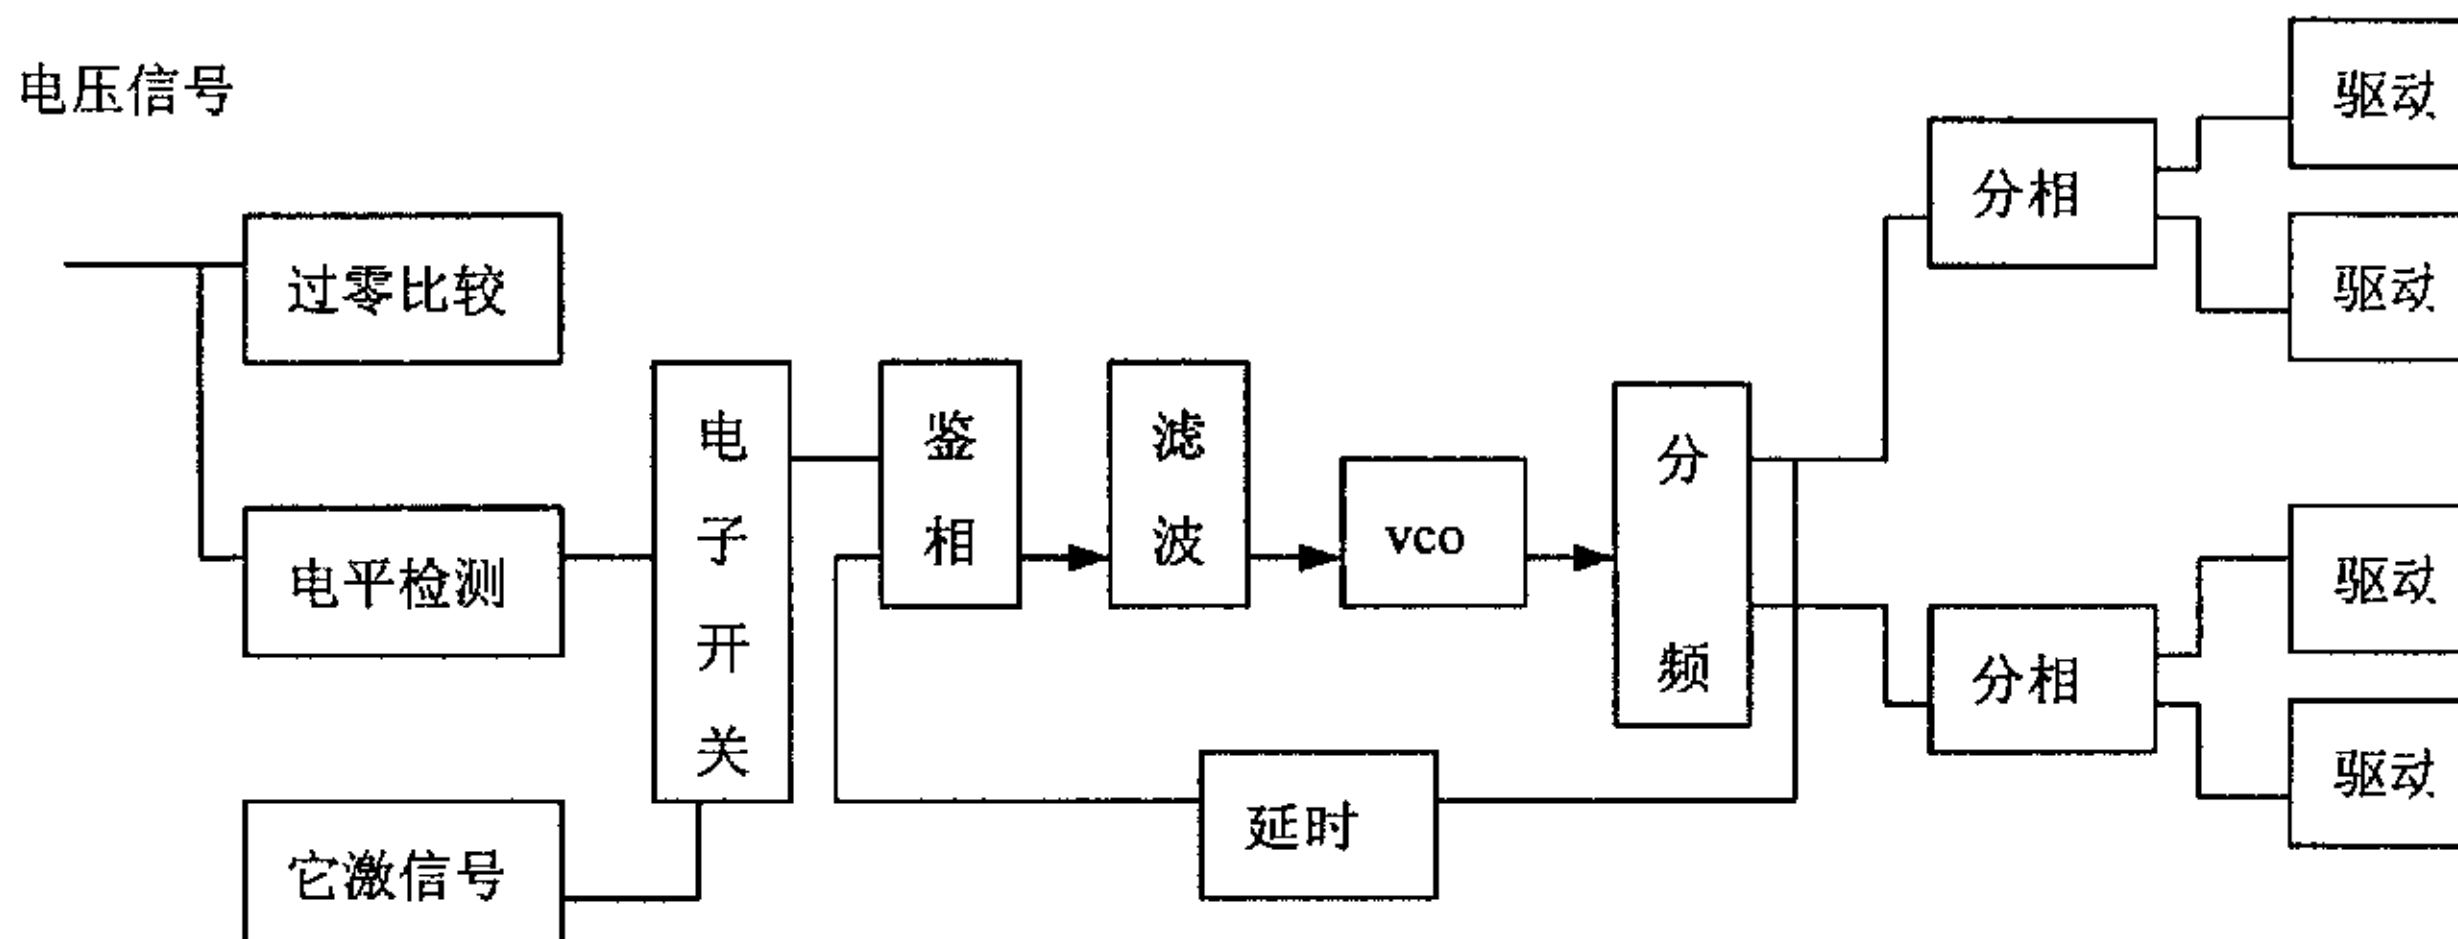 电压信号
过零比较
电平检测
它激信号
电子开关
鉴相
滤波
vco
分频
延时
分相
分相
驱动
驱动
驱动
驱动